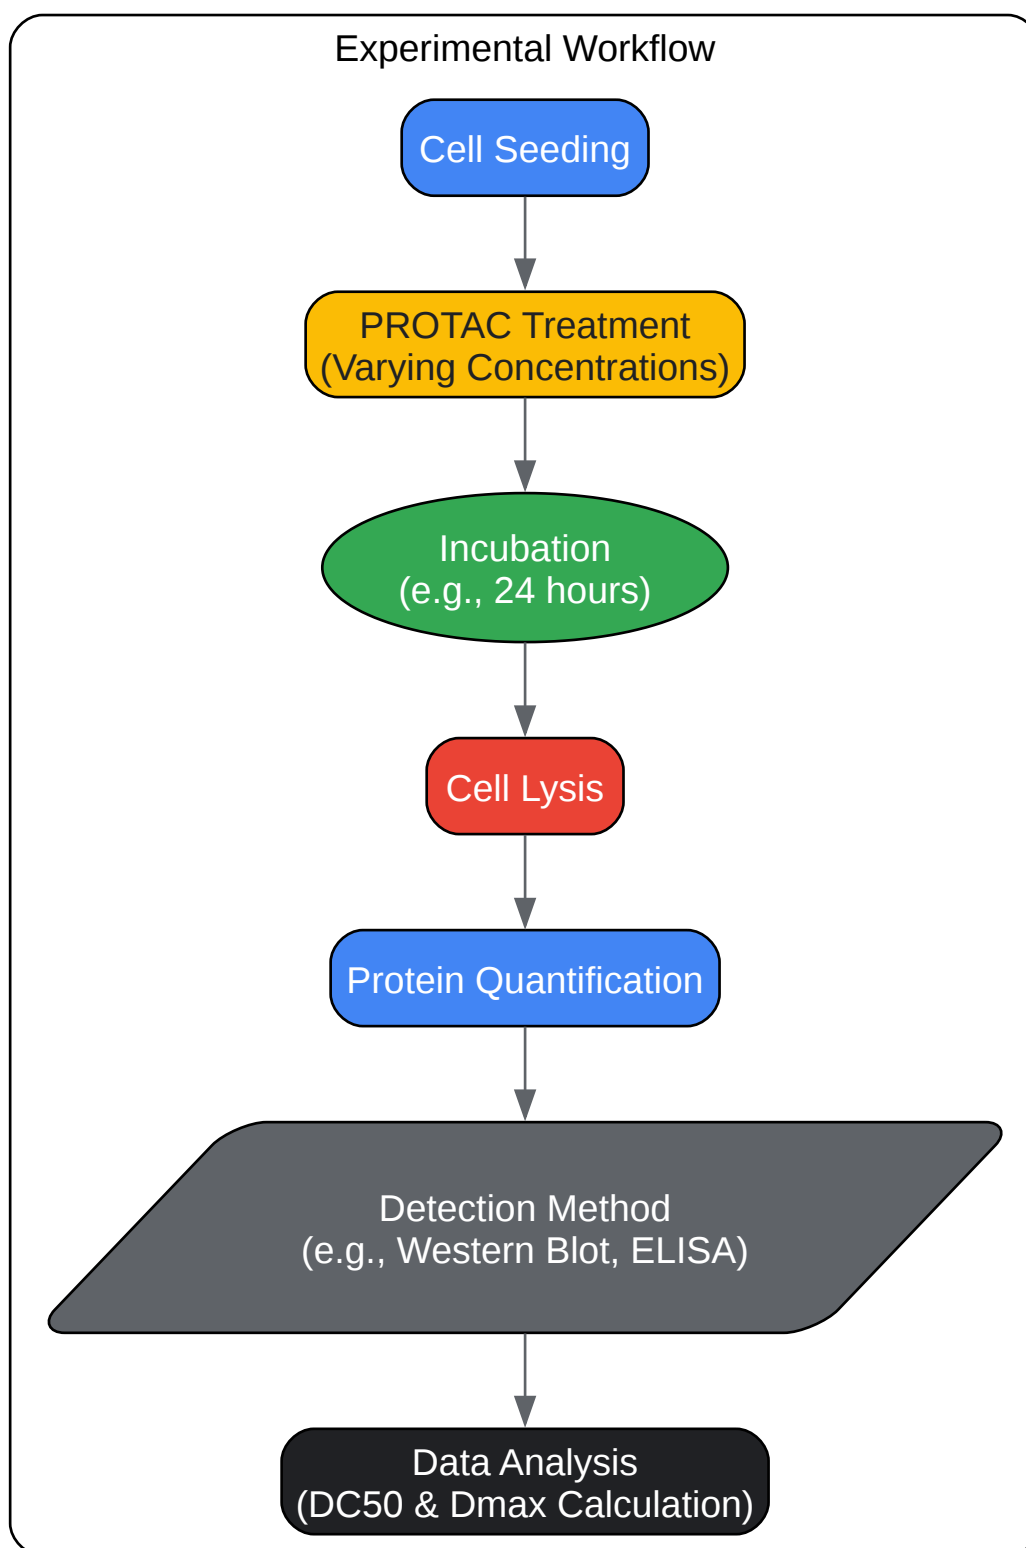 Experimental Workflow
Cell Seeding
PROTAC Treatment
(Varying Concentrations)
Incubation
(e.g., 24 hours)
Cell Lysis
Protein Quantification
Detection Method
(e.g., Western Blot, ELISA)
Data Analysis
(DC50 & Dmax Calculation)